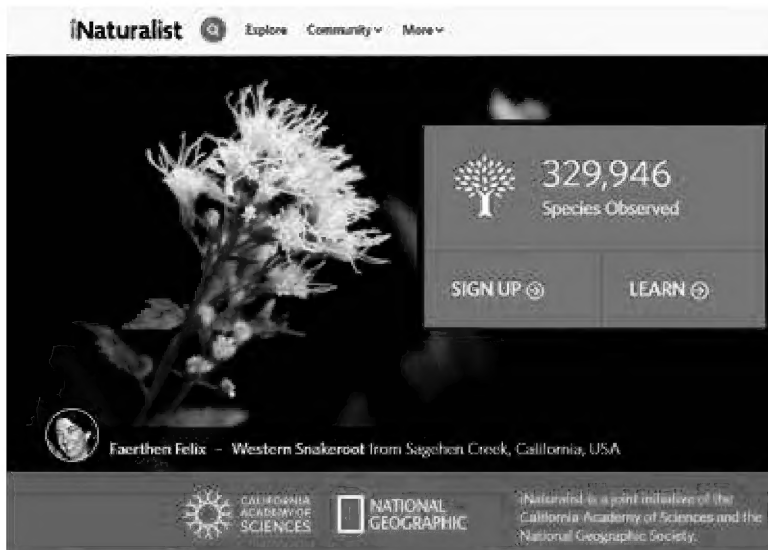 iNaturalist Explore Community More
329,946
Species Observed
SIGN UP LEARN
Faerthen Felix – Western Snakeroot from Sagehen Creek, California, USA
CALIFORNIA
ACADEMY OF
SCIENCES
NATIONAL
GEOGRAPHIC
iNaturalist is a joint initiative of the
California Academy of Sciences and the
National Geographic Society.